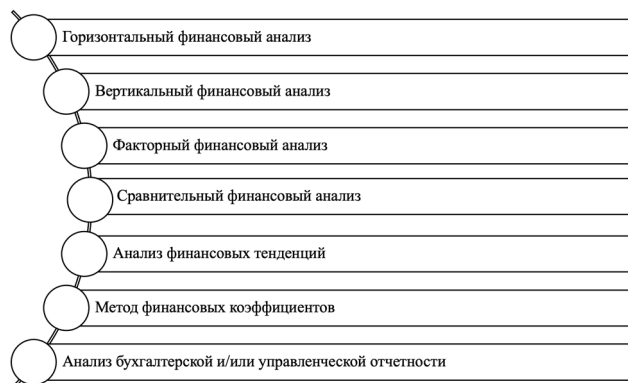 Горизонтальный финансовый анализ
Вертикальный финансовый анализ
Факторный финансовый анализ
Сравнительный финансовый анализ
Анализ финансовых тенденций
Метод финансовых коэффициентов
Анализ бухгалтерской и/или управленческой отчетности